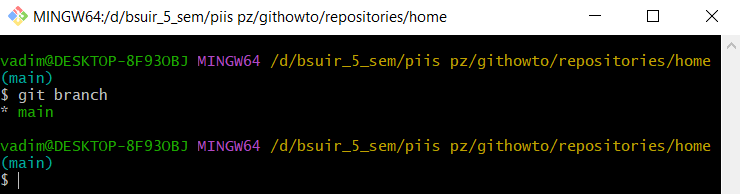 MINGW64:/d/bsuir_5_sem/piis pz/githowto/repositories/home
vadim@DESKTOP-8F93OBJ MINGW64 /d/bsuir_5_sem/piis pz/githowto/repositories/home
(main)
$ git branch
* main
vadim@DESKTOP-8F93OBJ MINGW64 /d/bsuir_5_sem/piis pz/githowto/repositories/home
(main)
$